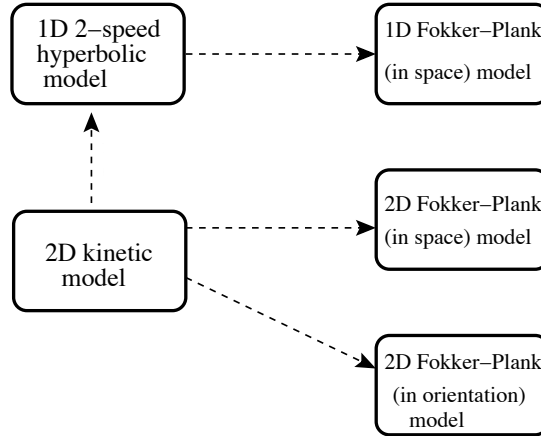 1D 2–speed
hyperbolic
model
1D Fokker–Plank
(in space) model
2D kinetic
model
2D Fokker–Plank
(in space) model
2D Fokker–Plank
(in orientation)
model